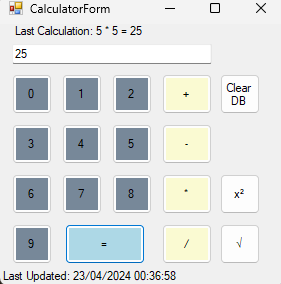 CalculatorForm
Last Calculation: 5 * 5 = 25
25
0 1 2 + Clear DB
3 4 5 -
6 7 8 * x²
9 = / √
Last Updated: 23/04/2024 00:36:58